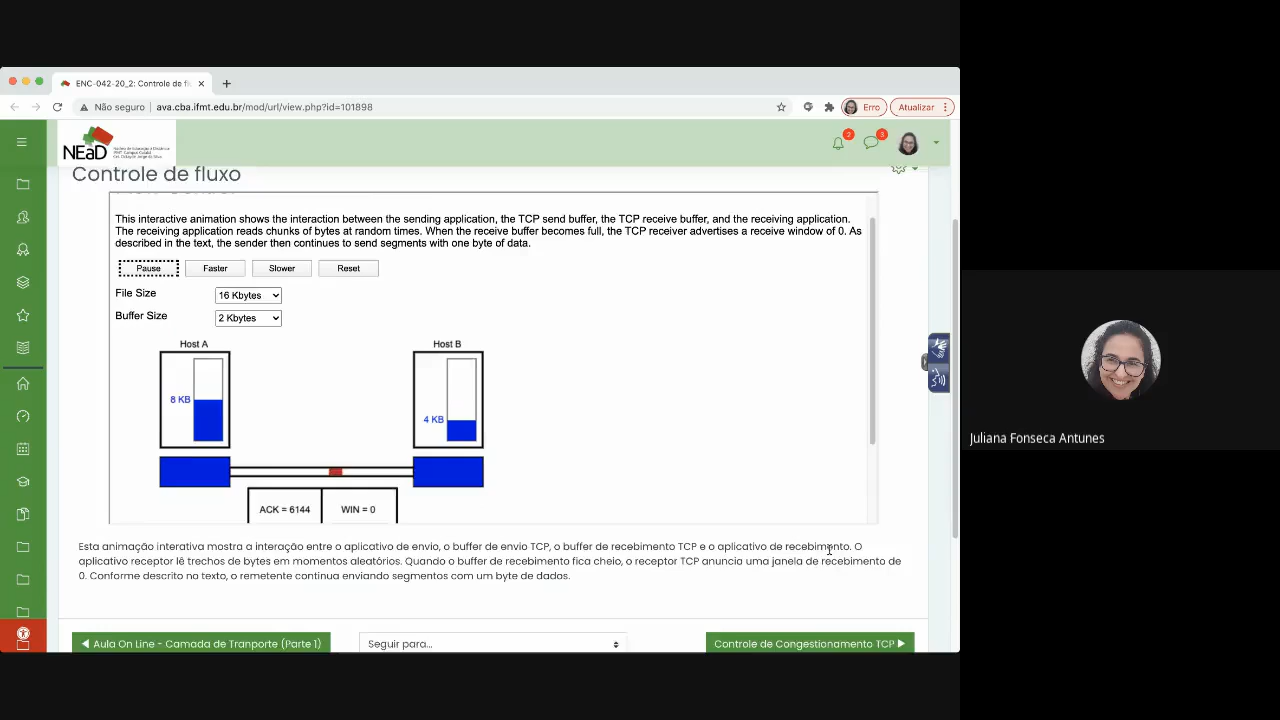 ENC-042-20_2: Controle de fl
Não seguro
ava.cba.ifmt.edu.br/mod/url/view.php?id=101898
Erro
Atualizar
NEaD
2
3
Controle de fluxo
This interactive animation shows the interaction between the sending application, the TCP send buffer, the TCP receive buffer, and the receiving application.
The receiving application reads chunks of bytes at random times. When the receive buffer becomes full, the TCP receiver advertises a receive window of 0. As
described in the text, the sender then continues to send segments with one byte of data.
Pause Faster Slower Reset
File Size 16 Kbytes
Buffer Size 2 Kbytes
Host A Host B
8 KB
4 KB
ACK = 6144 WIN = 0
Juliana Fonseca Antunes
Esta animação interativa mostra a interação entre o aplicativo de envio, o buffer de envio TCP, o buffer de recebimento TCP e o aplicativo de recebimento. O
aplicativo receptor lê trechos de bytes em momentos aleatórios. Quando o buffer de recebimento fica cheio, o receptor TCP anuncia uma janela de recebimento de
0. Conforme descrito no texto, o remetente continua enviando segmentos com um byte de dados.
◀ Aula On Line - Camada de Tranporte (Parte 1)
Seguir para...
Controle de Congestionamento TCP ▶